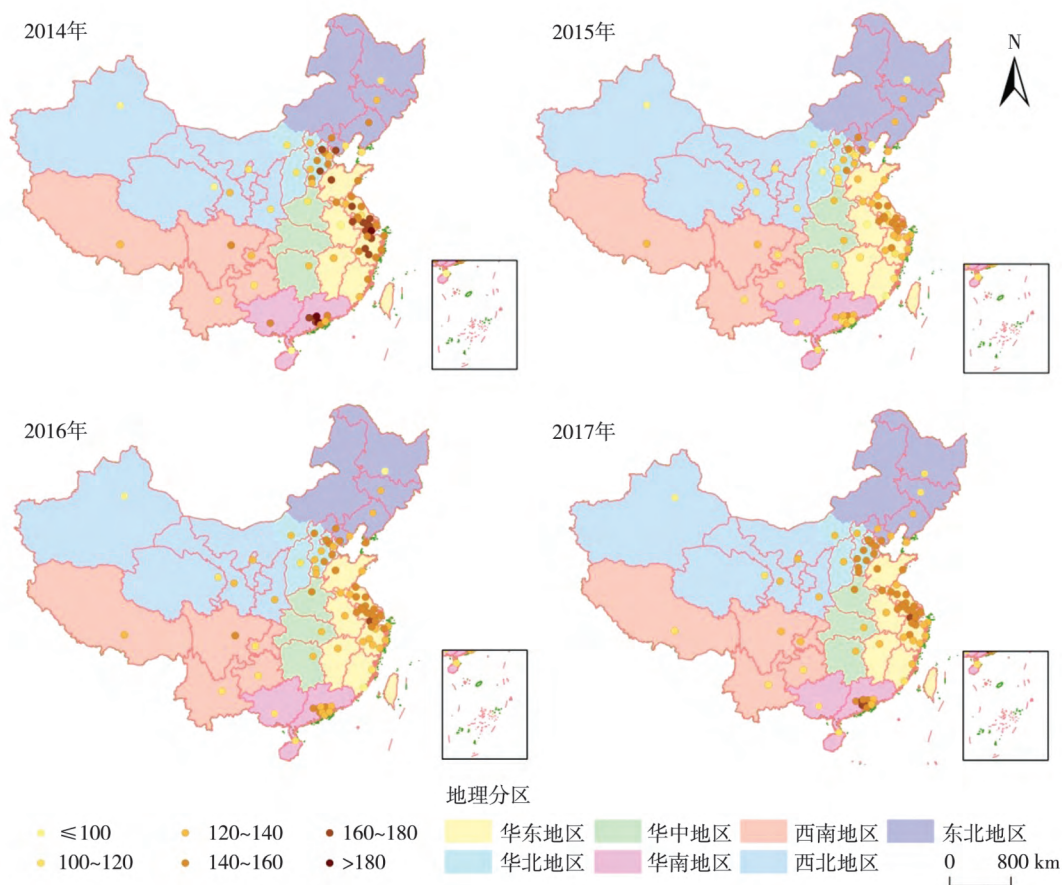 2014年
2015年
N
2016年
2017年
地理分区
≤100
120~140
160~180
华东地区
华中地区
西南地区
东北地区
100~120
140~160
>180
华北地区
华南地区
西北地区
0 800 km